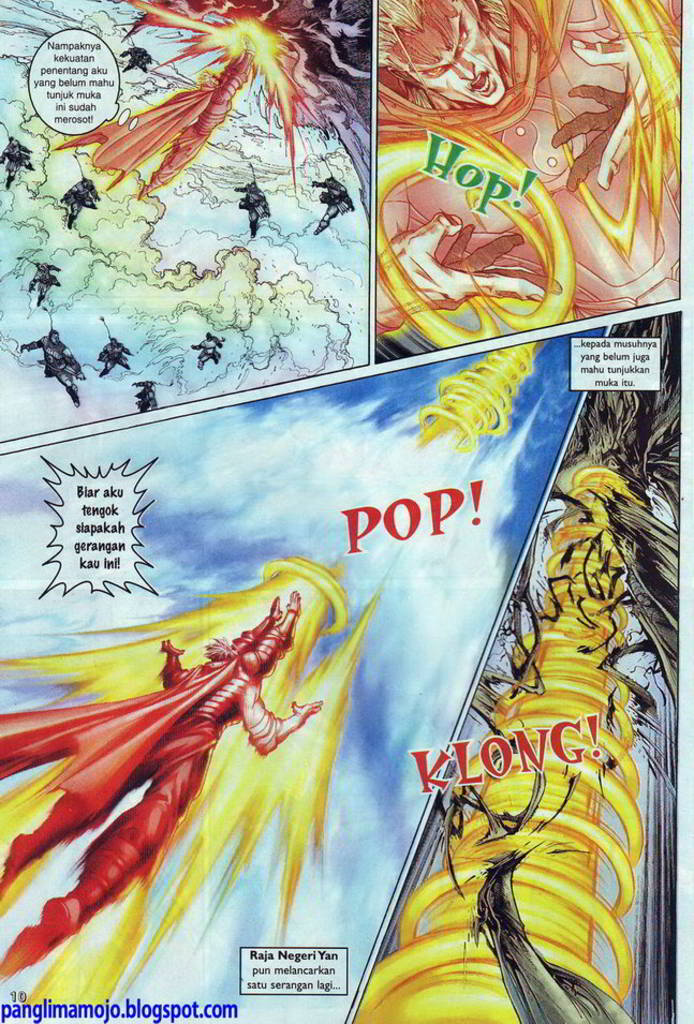 Nampaknya
kekuatan
penentang aku
yang belum mahu
tunjuk muka
ini sudah
merosot!
HOP!
Biar aku
tengok
siapakah
gerangan
kau ini!
POP!
Raja Negeri Yan
pun melancarkan
satu serangan lagi...
...kepada musuhnya
yang belum juga
mahu tunjukkan
muka itu.
KLONG!
10
panglimamojo.blogspot.com